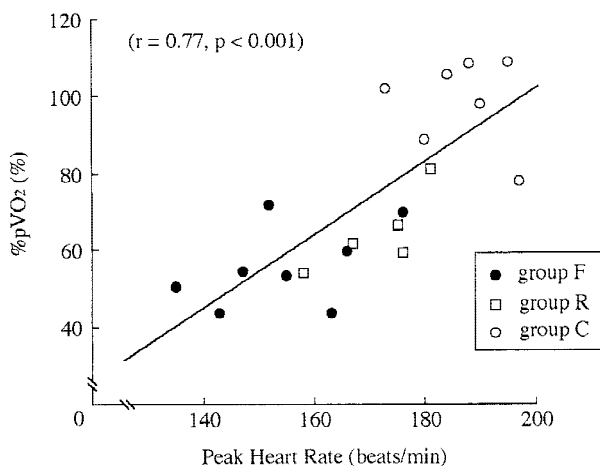 120
(r = 0.77, p < 0.001)
100
80
60
40
0
%pVO₂ (%)
140
160
180
200
Peak Heart Rate (beats/min)
group F
group R
group C